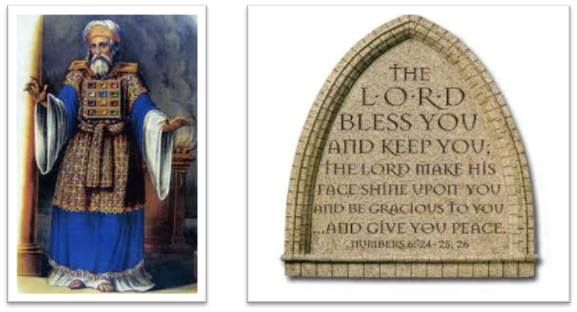 THE
L·O·R·D
BLESS YOU
AND KEEP YOU;
THE LORD MAKE HIS
FACE SHINE UPON YOU
AND BE GRACIOUS TO YOU
...AND GIVE YOU PEACE.
NUMBERS 6:24-25, 26